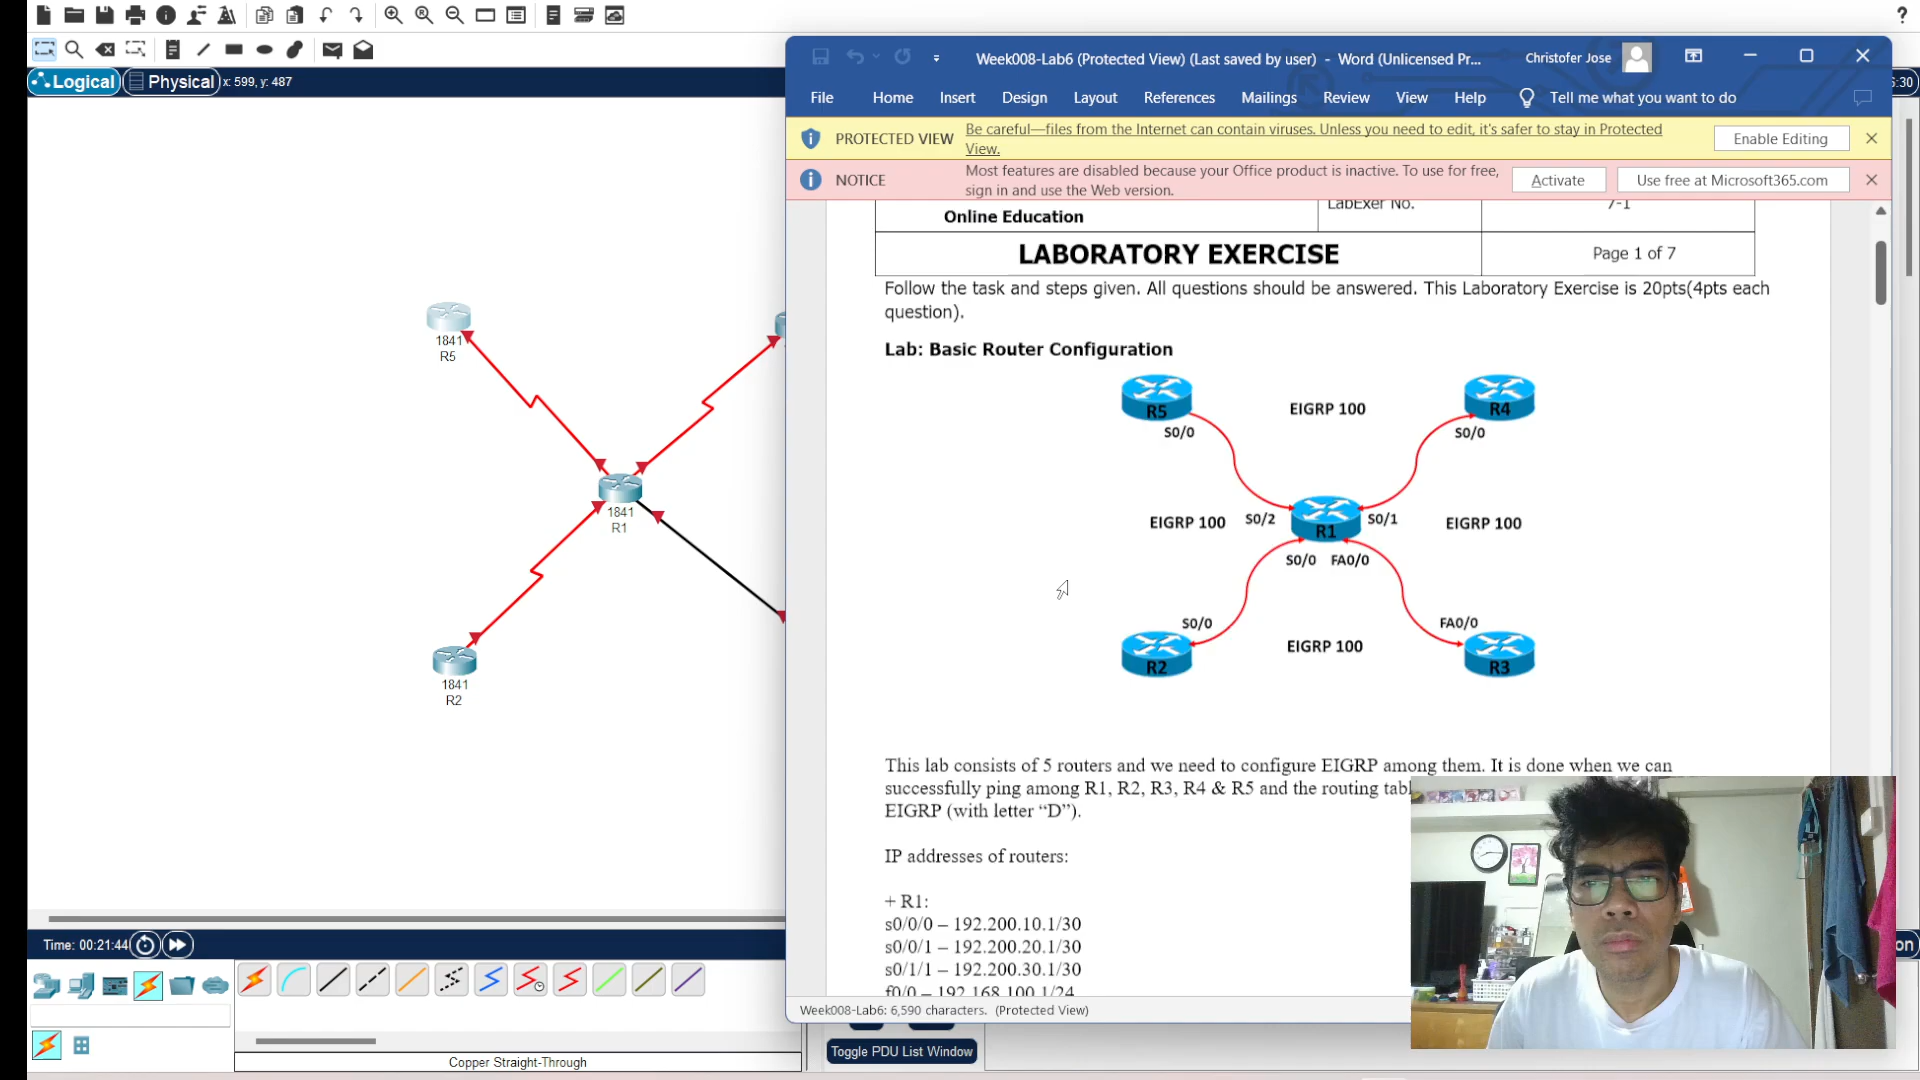 Logical
Physical
x: 599, y: 487
1841
R5
1841
R1
1841
R2
Time: 00:21:44
Copper Straight-Through
Toggle PDU List Window
Week008-Lab6 (Protected View) (Last saved by user) - Word (Unlicensed Pr...
Christofer Jose
File Home Insert Design Layout References Mailings Review View Help Tell me what you want to do
PROTECTED VIEW
Be careful—files from the Internet can contain viruses. Unless you need to edit, it's safer to stay in Protected
View.
Enable Editing
NOTICE
Most features are disabled because your Office product is inactive. To use for free,
sign in and use the Web version.
Activate
Use free at Microsoft365.com
Online Education
LabExer No.
7-1
LABORATORY EXERCISE
Page 1 of 7
Follow the task and steps given. All questions should be answered. This Laboratory Exercise is 20pts(4pts each
question).
Lab: Basic Router Configuration
R5
EIGRP 100
R4
S0/0
S0/0
EIGRP 100
S0/2
R1
S0/1
EIGRP 100
S0/0
FA0/0
S0/0
FA0/0
R2
EIGRP 100
R3
This lab consists of 5 routers and we need to configure EIGRP among them. It is done when we can
successfully ping among R1, R2, R3, R4 & R5 and the routing
EIGRP (with letter “D”).
IP addresses of routers:
+ R1:
s0/0/0 – 192.200.10.1/30
s0/0/1 – 192.200.20.1/30
s0/1/1 – 192.200.30.1/30
f0/0 – 192.168.100.1/24
Week008-Lab6: 6,590 characters. (Protected View)